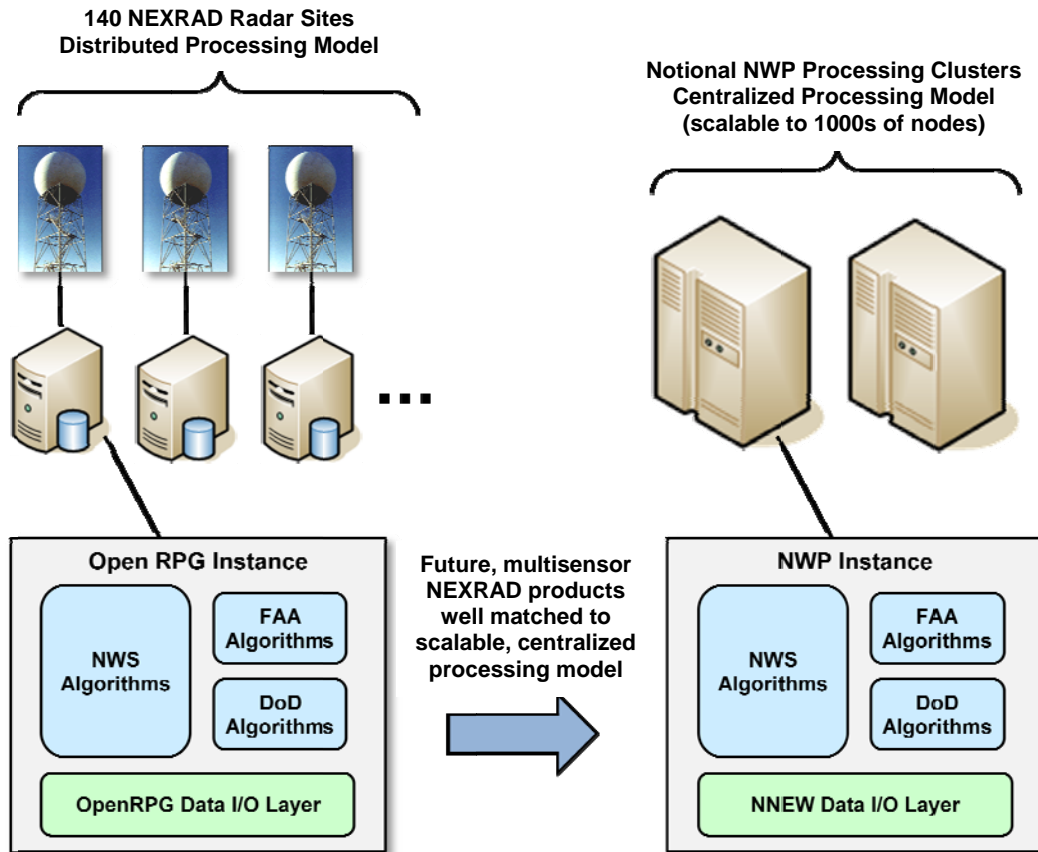 140 NEXRAD Radar Sites
Distributed Processing Model
Notional NWP Processing Clusters
Centralized Processing Model
(scalable to 1000s of nodes)
...
Open RPG Instance
NWS
Algorithms
FAA
Algorithms
DoD
Algorithms
OpenRPG Data I/O Layer
Future, multisensor
NEXRAD products
well matched to
scalable, centralized
processing model
NWP Instance
NWS
Algorithms
FAA
Algorithms
DoD
Algorithms
NNEW Data I/O Layer